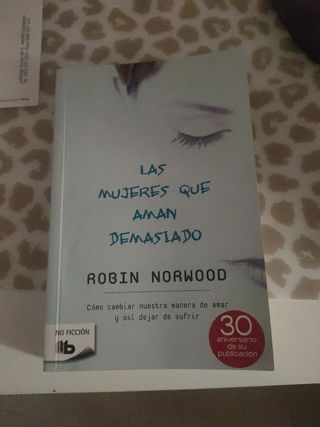 LAS
MUJERES QUE
AMAN
DEMASIADO
ROBIN NORWOOD
Cómo cambiar nuestra manera de amar
y así dejar de sufrir
NO FICCIÓN
30
aniversario
de su
publicación